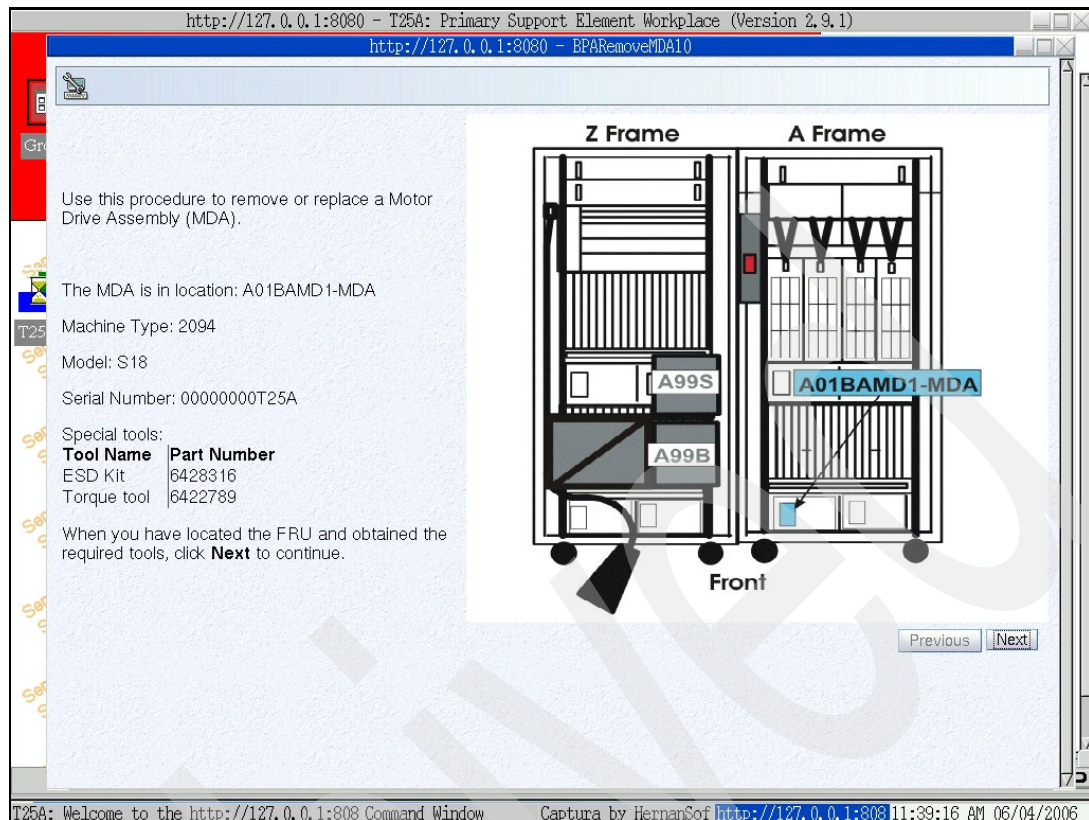 http://127.0.0.1:8080 - T25A: Primary Support Element Workplace (Version 2.9.1)
http://127.0.0.1:8080 - BPARemoveMDA10
Use this procedure to remove or replace a Motor
Drive Assembly (MDA).
The MDA is in location: A01BAMD1-MDA
Machine Type: 2094
Model: S18
Serial Number: 00000000T25A
Special tools:
Tool Name Part Number
ESD Kit 6428316
Torque tool 6422789
When you have located the FRU and obtained the
required tools, click Next to continue.
Z Frame A Frame
A99S
A01BAMD1-MDA
A99B
Front
Previous Next
T25
T25A: Welcome to the http://127.0.0.1:808 Command Window Captura by HernanSof http://127.0.0.1:808 11:39:16 AM 06/04/2006